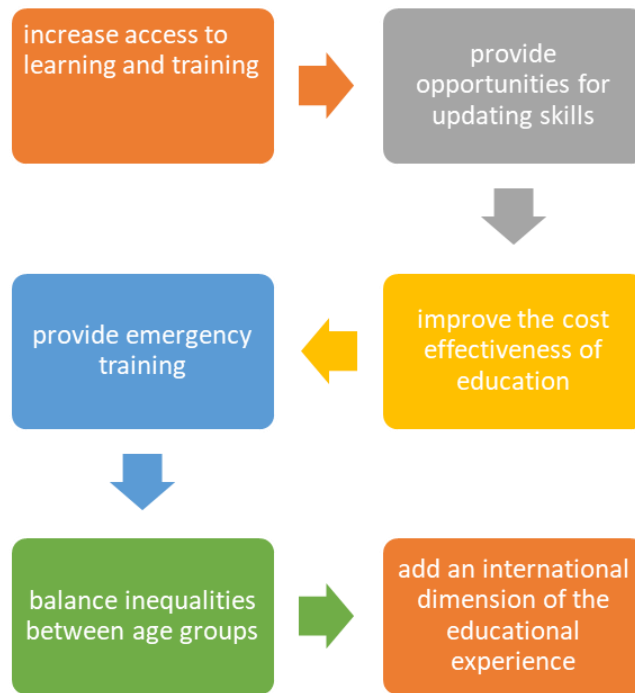 increase access to
learning and training
provide
opportunities for
updating skills
improve the cost
effectiveness of
education
provide emergency
training
balance inequalities
between age groups
add an international
dimension of the
educational
experience